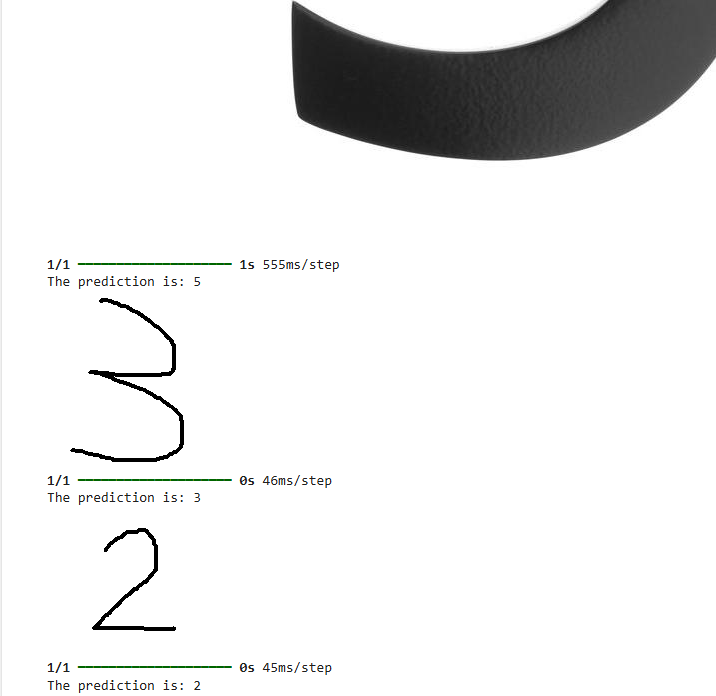 1/1 ━━━━━━━━━━━━━━━━━━━━ 1s 555ms/step
The prediction is: 5
3
1/1 ━━━━━━━━━━━━━━━━━━━━ 0s 46ms/step
The prediction is: 3
2
1/1 ━━━━━━━━━━━━━━━━━━━━ 0s 45ms/step
The prediction is: 2